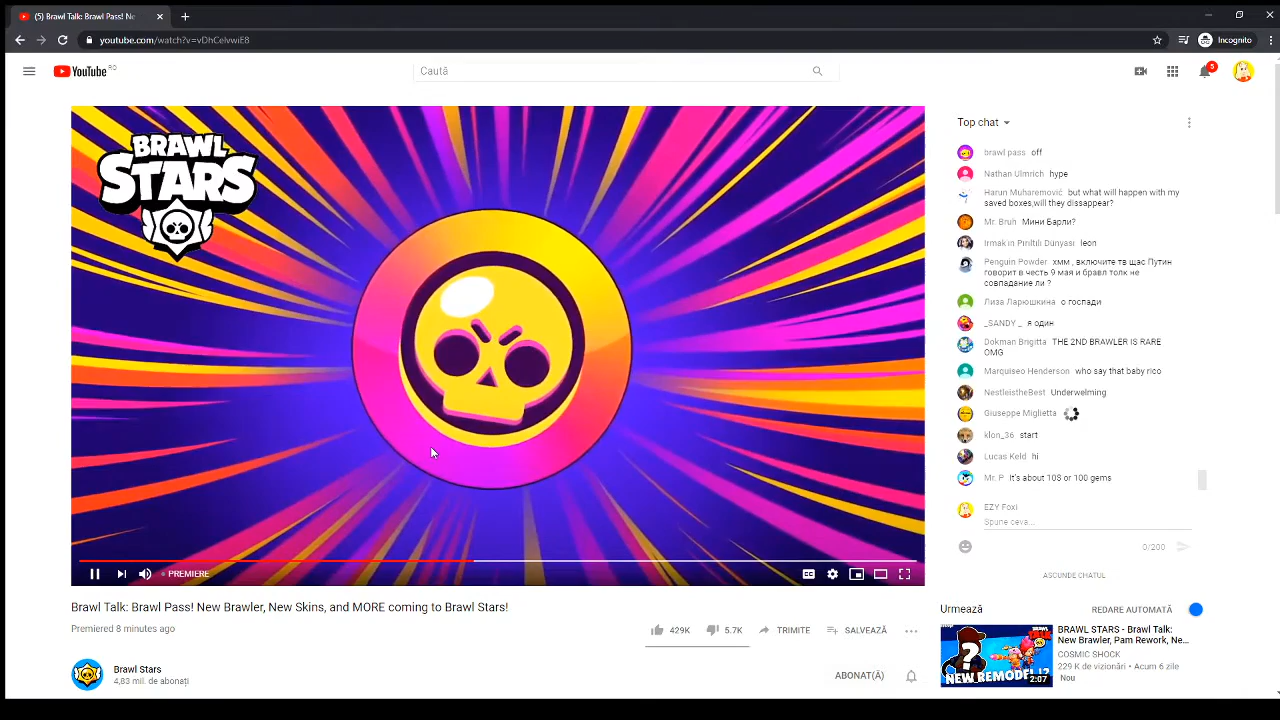 (5) Brawl Talk: Brawl Pass! Ne
youtube.com/watch?v=vDhCelvwiE8
Incognito
YouTube RO
Caută
5
BRAWL
STARS
PREMIERE
CC
Brawl Talk: Brawl Pass! New Brawler, New Skins, and MORE coming to Brawl Stars!
Premiered 8 minutes ago
429K
5.7K
TRIMITE
SALVEAZĂ
Brawl Stars
4,83 mil. de abonați
ABONAT(Ă)
Top chat
brawl pass off
Nathan Ulmrich hype
Harun Muharemović but what will happen with my
saved boxes,will they dissappear?
Mr. Bruh Мини Барли?
Irmak'ın Pırıltılı Dünyası leon
Penguin Powder хмм , включите тв щас Путин
говорит в честь 9 мая и бравл толк не
совпадание ли ?
Лиза Ларюшкина о господи
_SANDY_ я один
Dokman Brigitta THE 2ND BRAWLER IS RARE
OMG
Marquiseo Henderson who say that baby rico
NestleistheBest Underwelming
Giuseppe Miglietta
klon_36 start
Lucas Keld hi
Mr. P It's about 10$ or 100 gems
EZY Foxi
Spune ceva...
0/200
ASCUNDE CHATUL
Urmează
REDARE AUTOMATĂ
BRAWL TALK
NEW REMODEL!?
2:07
BRAWL STARS - Brawl Talk:
New Brawler, Pam Rework, Ne...
COSMIC SHOCK
229 K de vizionări • Acum 6 zile
Nou